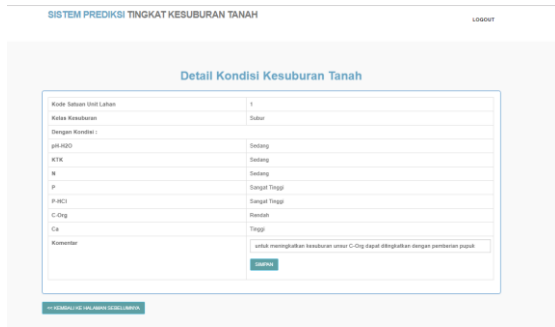 SISTEM PREDIKSI TINGKAT KESUBURAN TANAH
LOGOUT
Detail Kondisi Kesuburan Tanah
Kode Satuan Unit Lahan 1
Kelas Kesuburan Subur
Dengan Kondisi :
pH-H2O Sedang
KTK Sedang
N Sedang
P Sangat Tinggi
P-HCl Sangat Tinggi
C-Org Rendah
Ca Tinggi
Komentar untuk meningkatkan kesuburan unsur C-Org dapat ditingkatkan dengan pemberian pupuk
SIMPAN
<< KEMBALI KE HALAMAN SEBELUMNYA